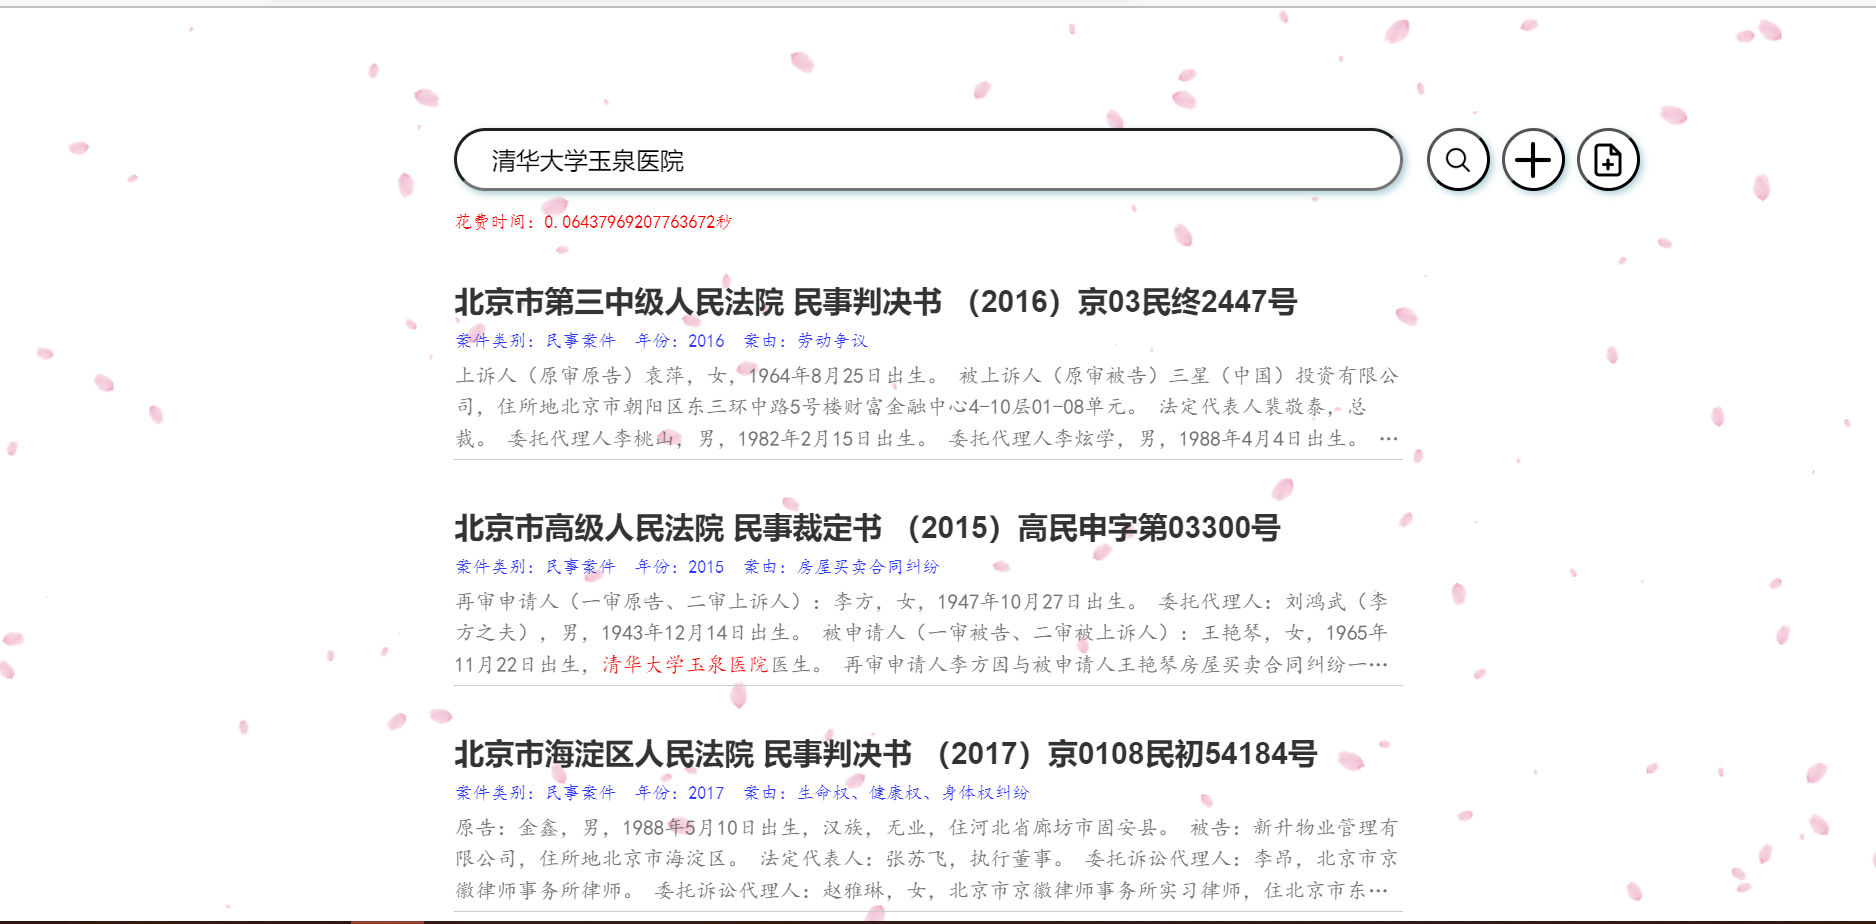 清华大学玉泉医院
花费时间：0.06437969207763672秒
北京市第三中级人民法院 民事判决书 （2016）京03民终2447号
案件类别：民事案件 年份：2016 案由：劳动争议
上诉人（原审原告）袁萍，女，1964年8月25日出生。 被上诉人（原审被告）三星（中国）投资有限公
司，住所地北京市朝阳区东三环中路5号楼财富金融中心4-10层01-08单元。 法定代表人裴敬泰，总
裁。 委托代理人李桃山，男，1982年2月15日出生。 委托代理人李炫学，男，1988年4月4日出生。 …
北京市高级人民法院 民事裁定书 （2015）高民申字第03300号
案件类别：民事案件 年份：2015 案由：房屋买卖合同纠纷
再审申请人（一审原告、二审上诉人）：李方，女，1947年10月27日出生。 委托代理人：刘鸿武（李
方之夫），男，1943年12月14日出生。 被申请人（一审被告、二审被上诉人）：王艳琴，女，1965年
11月22日出生，清华大学玉泉医院医生。 再审申请人李方因与被申请人王艳琴房屋买卖合同纠纷一…
北京市海淀区人民法院 民事判决书 （2017）京0108民初54184号
案件类别：民事案件 年份：2017 案由：生命权、健康权、身体权纠纷
原告：金鑫，男，1988年5月10日出生，汉族，无业，住河北省廊坊市固安县。 被告：新升物业管理有
限公司，住所地北京市海淀区。 法定代表人：张苏飞，执行董事。 委托诉讼代理人：李昂，北京市京
徽律师事务所律师。 委托诉讼代理人：赵雅琳，女，北京市京徽律师事务所实习律师，住北京市东…